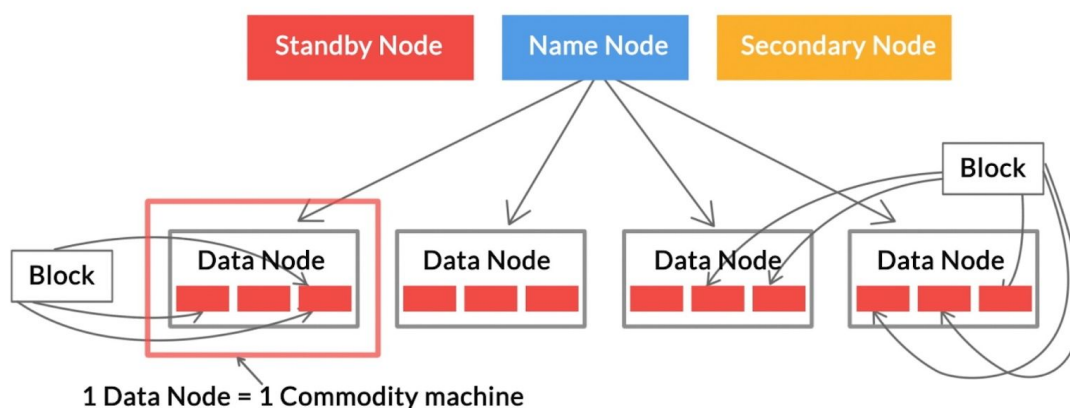 Standby Node
Name Node
Secondary Node
Block
Block
Data Node
Data Node
Data Node
Data Node
1 Data Node = 1 Commodity machine